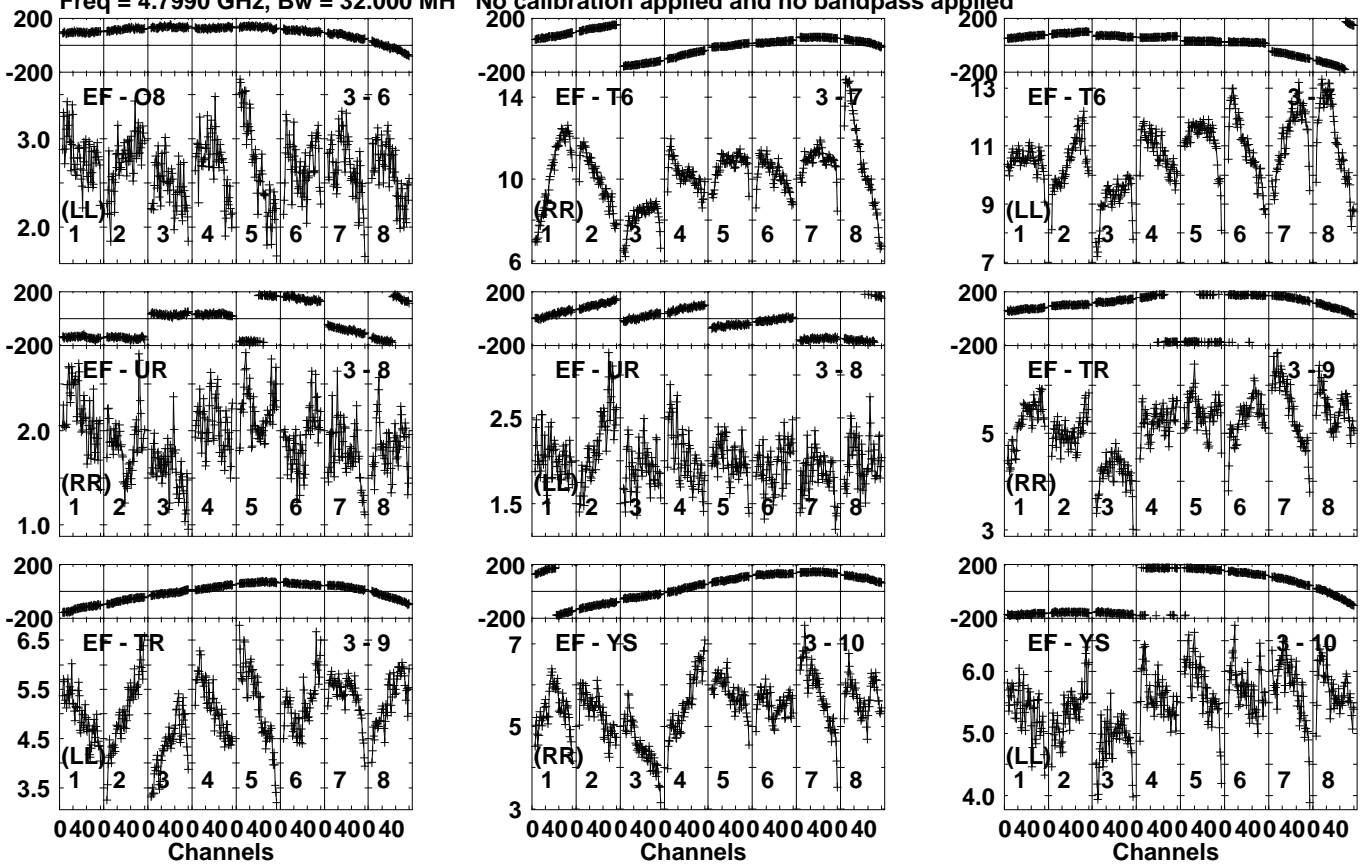 Freq = 4.7990 GHz, Bw = 32.000 MH No calibration applied and no bandpass applied
200
-200
EF - O8 3 - 6
3.0
2.0
(LL)
1 2 3 4 5 6 7 8
200
-200
EF - T6 3 - 7
14
10
6
(RR)
1 2 3 4 5 6 7 8
200
-200
EF - T6 3 - 7
13
11
9
7
(LL)
1 2 3 4 5 6 7 8
200
-200
EF - UR 3 - 8
2.0
1.0
(RR)
1 2 3 4 5 6 7 8
200
-200
EF - UR 3 - 8
2.5
1.5
(LL)
1 2 3 4 5 6 7 8
200
-200
EF - TR 3 - 9
5
3
(RR)
1 2 3 4 5 6 7 8
200
-200
EF - TR 3 - 9
6.5
5.5
4.5
3.5
(LL)
1 2 3 4 5 6 7 8
0 40 0 40 0 40 0 40 0 40 0 40 0 40 0 40
Channels
200
-200
EF - YS 3 - 10
7
5
3
(RR)
1 2 3 4 5 6 7 8
0 40 0 40 0 40 0 40 0 40 0 40 0 40 0 40
Channels
200
-200
EF - YS 3 - 10
6.0
5.0
4.0
(LL)
1 2 3 4 5 6 7 8
0 40 0 40 0 40 0 40 0 40 0 40 0 40 0 40
Channels